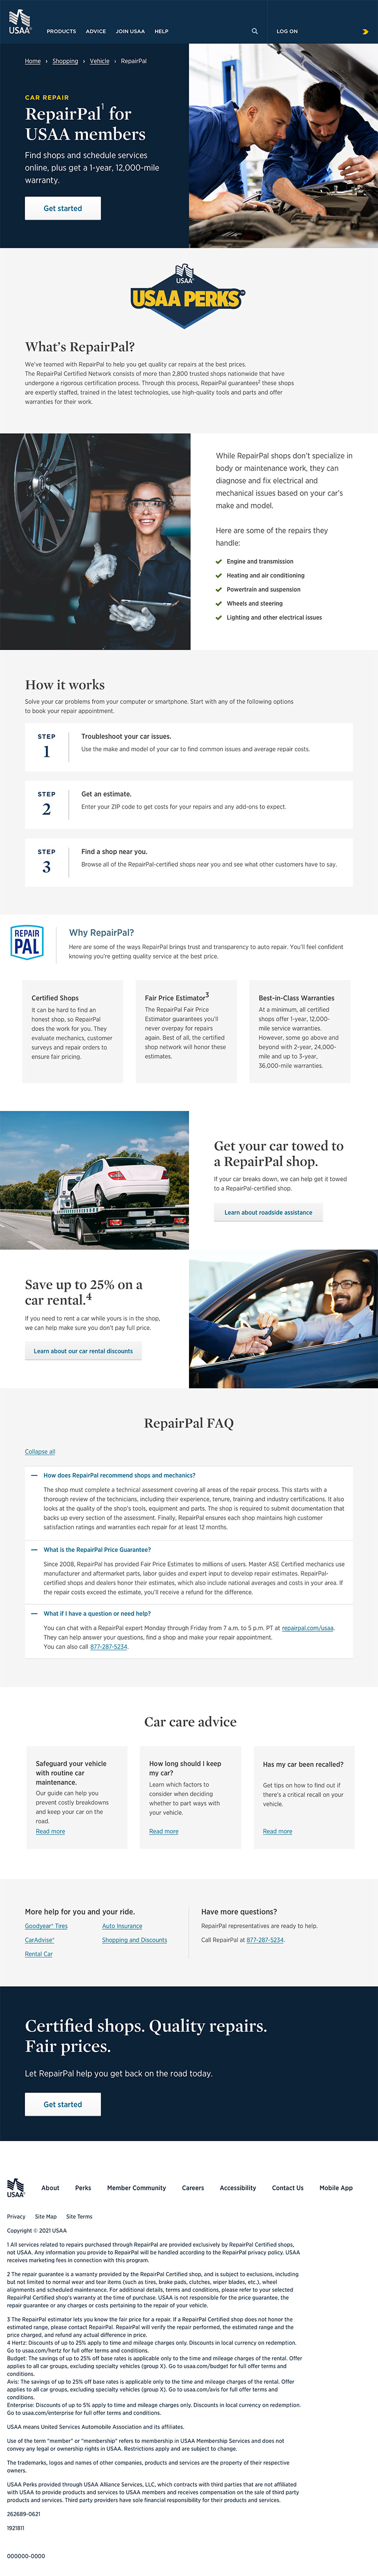 USAA
PRODUCTS ADVICE JOIN USAA HELP LOG ON
Home › Shopping › Vehicle › RepairPal
CAR REPAIR
RepairPal1 for
USAA members
Find shops and schedule services
online, plus get a 1-year, 12,000-mile
warranty.
Get started
USAA
USAA PERKS
What's RepairPal?
We've teamed with RepairPal to help you get quality car repairs at the best prices.
The RepairPal Certified Network consists of more than 2,800 trusted shops nationwide that have
undergone a rigorous certification process. Through this process, RepairPal guarantees2 these shops
are expertly staffed, trained in the latest technologies, use high-quality tools and parts and offer
warranties for their work.
While RepairPal shops don't specialize in
body or maintenance work, they can
diagnose and fix electrical and
mechanical issues based on your car's
make and model.
Here are some of the repairs they
handle:
Engine and transmission
Heating and air conditioning
Powertrain and suspension
Wheels and steering
Lighting and other electrical issues
How it works
Solve your car problems from your computer or smartphone. Start with any of the following options
to book your repair appointment.
STEP
1
Troubleshoot your car issues.
Use the make and model of your car to find common issues and average repair costs.
STEP
2
Get an estimate.
Enter your ZIP code to get costs for your repairs and any add-ons to expect.
STEP
3
Find a shop near you.
Browse all of the RepairPal-certified shops near you and see what other customers have to say.
REPAIR
PAL
Why RepairPal?
Here are some of the ways RepairPal brings trust and transparency to auto repair. You'll feel confident
knowing you're getting quality service at the best price.
Certified Shops
It can be hard to find an
honest shop, so RepairPal
does the work for you. They
evaluate mechanics, customer
surveys and repair orders to
ensure fair pricing.
Fair Price Estimator3
The RepairPal Fair Price
Estimator guarantees you'll
never overpay for repairs
again. Best of all, the certified
shop network will honor these
estimates.
Best-in-Class Warranties
At a minimum, all certified
shops offer 1-year, 12,000-
mile service warranties.
However, some go above and
beyond with 2-year, 24,000-
mile and up to 3-year,
36,000-mile warranties.
Get your car towed to
a RepairPal shop.
If your car breaks down, we can help get it towed
to a RepairPal-certified shop.
Learn about roadside assistance
Save up to 25% on a
car rental.4
If you need to rent a car while yours is in the shop,
we can help make sure you don't pay full price.
Learn about our car rental discounts
RepairPal FAQ
Collapse all
How does RepairPal recommend shops and mechanics?
The shop must complete a technical assessment covering all areas of the repair process. This starts with a
thorough review of the technicians, including their experience, tenure, training and industry certifications. It also
looks at the quality of the shop's tools, equipment and parts. The shop is required to submit documentation that
backs up every section of the assessment. Finally, RepairPal ensures each shop maintains high customer
satisfaction ratings and warranties each repair for at least 12 months.
What is the RepairPal Price Guarantee?
Since 2008, RepairPal has provided Fair Price Estimates to millions of users. Master ASE Certified mechanics use
manufacturer and aftermarket parts, labor guides and expert input to develop repair estimates. RepairPal-
certified shops and dealers honor their estimates, which also include national averages and costs in your area. If
the repair costs exceed the estimate, you'll receive a refund for the difference.
What if I have a question or need help?
You can chat with a RepairPal expert Monday through Friday from 7 a.m. to 5 p.m. PT at repairpal.com/usaa.
They can help answer your questions, find a shop and make your repair appointment.
You can also call 877-287-5234.
Car care advice
Safeguard your vehicle
with routine car
maintenance.
Our guide can help you
prevent costly breakdowns
and keep your car on the
road.
Read more
How long should I keep
my car?
Learn which factors to
consider when deciding
whether to part ways with
your vehicle.
Read more
Has my car been recalled?
Get tips on how to find out if
there's a critical recall on your
vehicle.
Read more
More help for you and your ride.
Goodyear® Tires Auto Insurance
CarAdvise® Shopping and Discounts
Rental Car
Have more questions?
RepairPal representatives are ready to help.
Call RepairPal at 877-287-5234.
Certified shops. Quality repairs.
Fair prices.
Let RepairPal help you get back on the road today.
Get started
USAA
About Perks Member Community Careers Accessibility Contact Us Mobile App
Privacy Site Map Site Terms
Copyright © 2021 USAA
1 All services related to repairs purchased through RepairPal are provided exclusively by RepairPal Certified shops,
not USAA. Any information you provide to RepairPal will be handled according to the RepairPal privacy policy. USAA
receives marketing fees in connection with this program.
2 The repair guarantee is a warranty provided by the RepairPal Certified shop, and is subject to exclusions, including
but not limited to normal wear and tear items (such as tires, brake pads, clutches, wiper blades, etc.), wheel
alignments and scheduled maintenance. For additional details, terms and conditions, please refer to your selected
RepairPal Certified shop's warranty at the time of purchase. USAA is not responsible for the price guarantee, the
repair guarantee or any charges or costs pertaining to the repair of your vehicle.
3 The RepairPal estimator lets you know the fair price for a repair. If a RepairPal Certified shop does not honor the
estimated range, please contact RepairPal. RepairPal will verify the repair performed, the estimated range and the
price charged, and refund any actual difference in price.
4 Hertz: Discounts of up to 25% apply to time and mileage charges only. Discounts in local currency on redemption.
Go to usaa.com/hertz for full offer terms and conditions.
Budget: The savings of up to 25% off base rates is applicable only to the time and mileage charges of the rental. Offer
applies to all car groups, excluding specialty vehicles (group X). Go to usaa.com/budget for full offer terms and
conditions.
Avis: The savings of up to 25% off base rates is applicable only to the time and mileage charges of the rental. Offer
applies to all car groups, excluding specialty vehicles (group X). Go to usaa.com/avis for full offer terms and
conditions.
Enterprise: Discounts of up to 5% apply to time and mileage charges only. Discounts in local currency on redemption.
Go to usaa.com/enterprise for full offer terms and conditions.
USAA means United Services Automobile Association and its affiliates.
Use of the term "member" or "membership" refers to membership in USAA Membership Services and does not
convey any legal or ownership rights in USAA. Restrictions apply and are subject to change.
The trademarks, logos and names of other companies, products and services are the property of their respective
owners.
USAA Perks provided through USAA Alliance Services, LLC, which contracts with third parties that are not affiliated
with USAA to provide products and services to USAA members and receives compensation on the sale of third party
products and services. Third party providers have sole financial responsibility for their products and services.
262689-0621
1921811
000000-0000